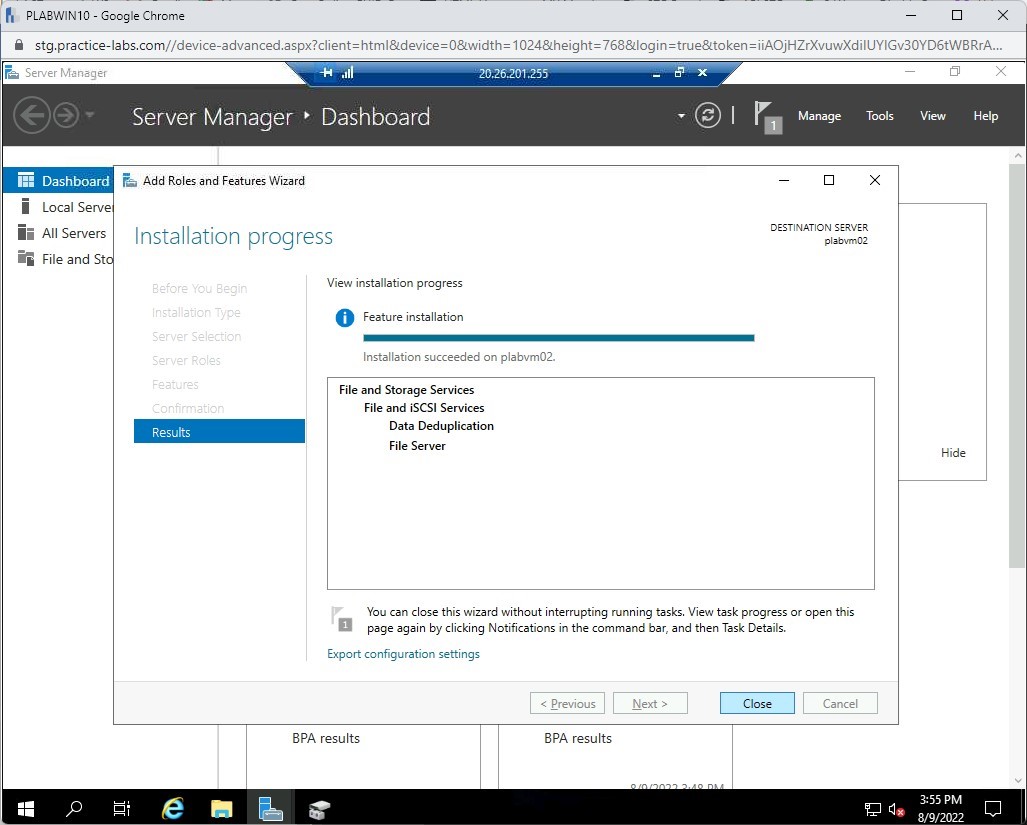 PLABWIN10 - Google Chrome
stg.practice-labs.com//device-advanced.aspx?client=html&device=0&width=1024&height=768&login=true&token=iiAOjHZrXvuwXdiIUYIGv30YD6tWBRrA...
Server Manager
20.26.201.255
Server Manager
Dashboard
1
Manage
Tools
View
Help
Dashboard
Local Server
All Servers
File and Sto
Add Roles and Features Wizard
Installation progress
DESTINATION SERVER
plabvm02
Before You Begin
Installation Type
Server Selection
Server Roles
Features
Confirmation
Results
View installation progress
Feature installation
Installation succeeded on plabvm02.
File and Storage Services
File and iSCSI Services
Data Deduplication
File Server
1
You can close this wizard without interrupting running tasks. View task progress or open this
page again by clicking Notifications in the command bar, and then Task Details.
Export configuration settings
< Previous
Next >
Close
Cancel
Hide
BPA results
BPA results
8/9/2022 3:48 PM
3:55 PM
8/9/2022